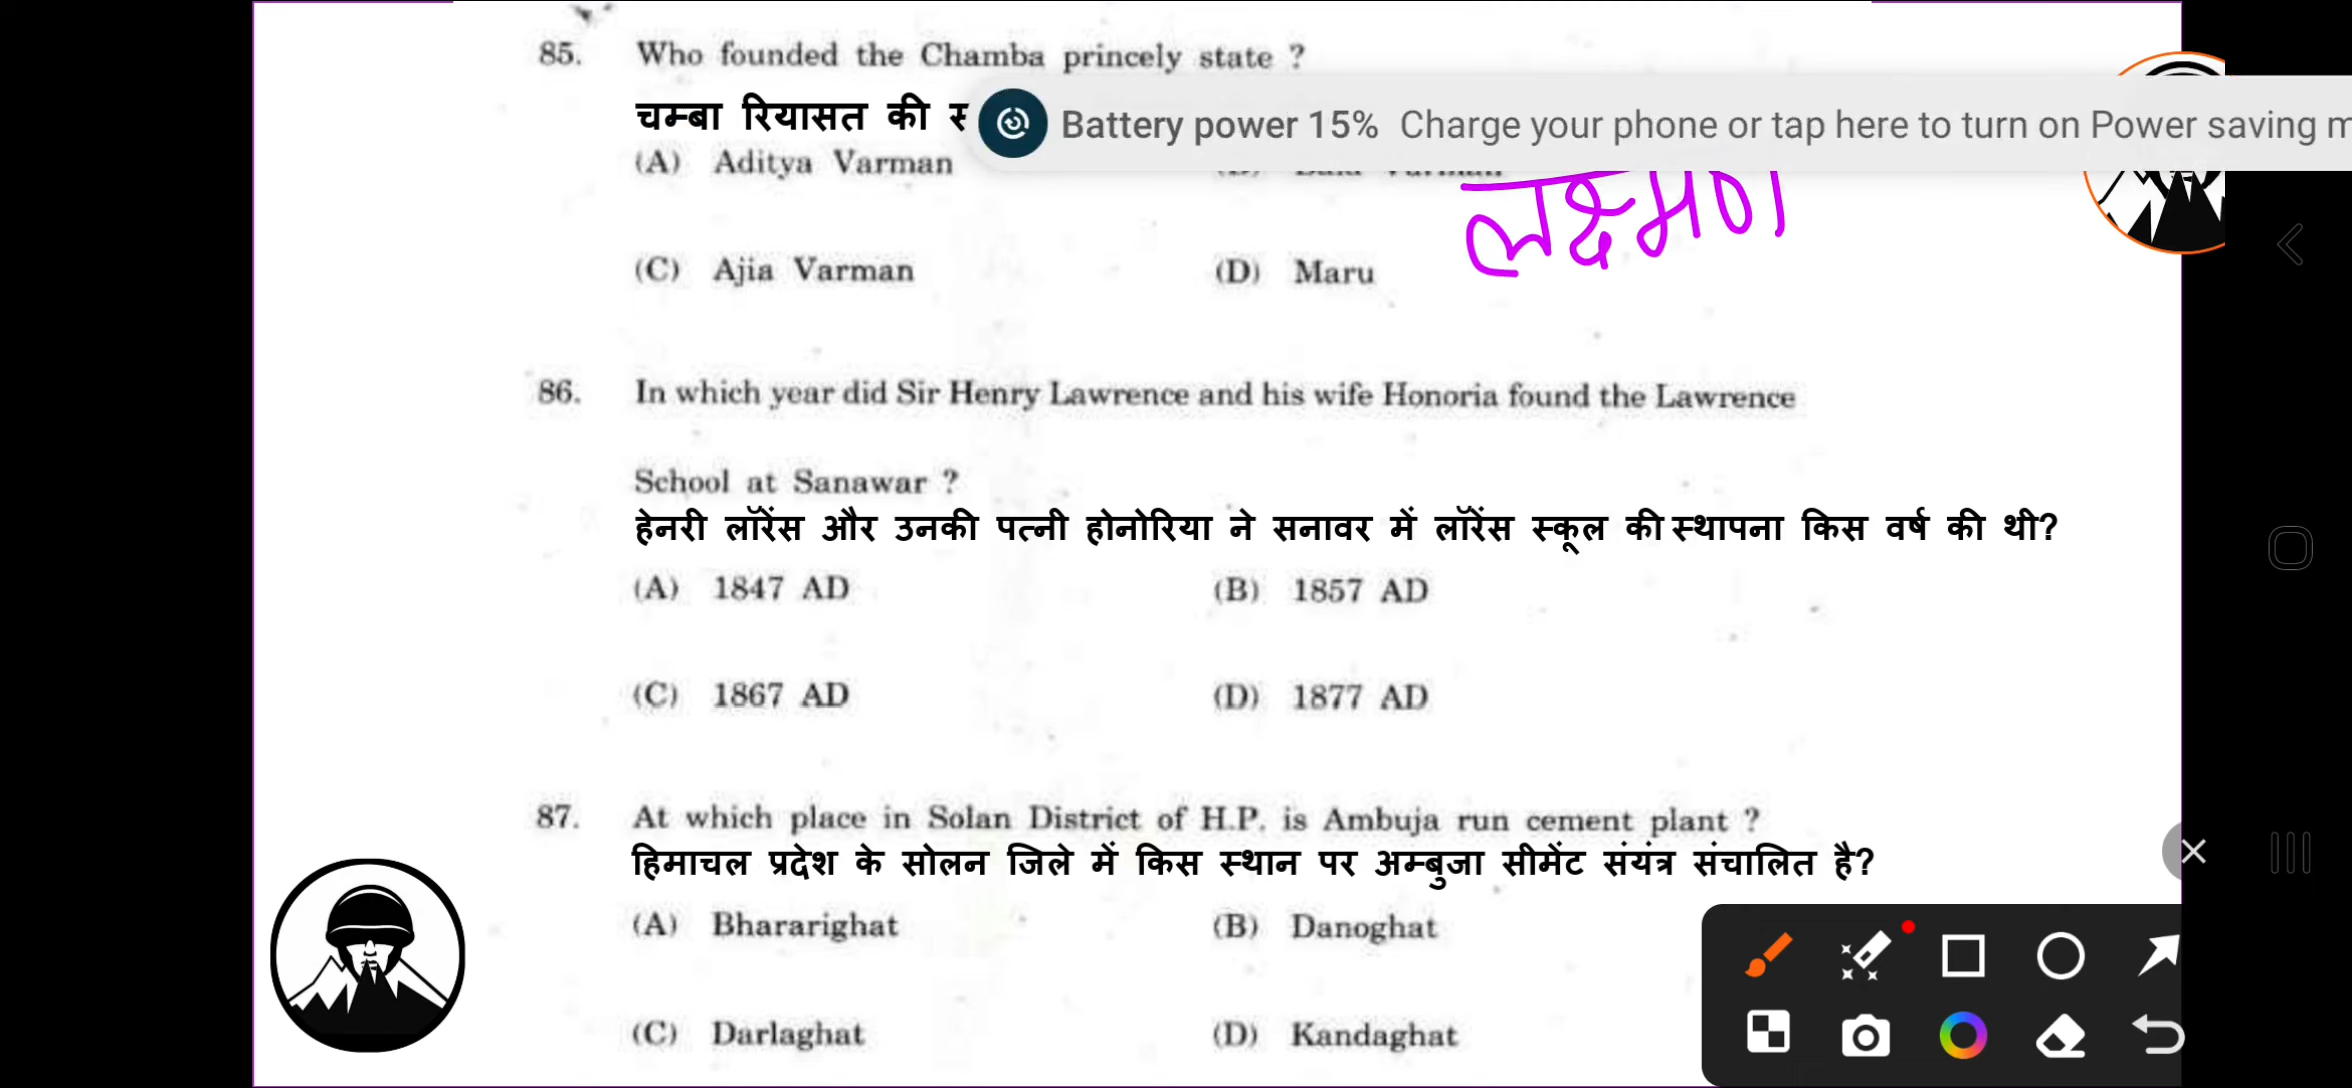 85. Who founded the Chamba princely state ?
चम्बा रियासत की
Battery power 15% Charge your phone or tap here to turn on Power saving m
(A) Aditya Varman
लक्ष्मण
(C) Ajia Varman (D) Maru
86. In which year did Sir Henry Lawrence and his wife Honoria found the Lawrence
School at Sanawar ?
हेनरी लॉरेंस और उनकी पत्नी होनोरिया ने सनावर में लॉरेंस स्कूल की स्थापना किस वर्ष की थी?
(A) 1847 AD (B) 1857 AD
(C) 1867 AD (D) 1877 AD
87. At which place in Solan District of H.P. is Ambuja run cement plant ?
हिमाचल प्रदेश के सोलन जिले में किस स्थान पर अम्बुजा सीमेंट संयंत्र संचालित है?
(A) Bhararighat (B) Danoghat
(C) Darlaghat (D) Kandaghat